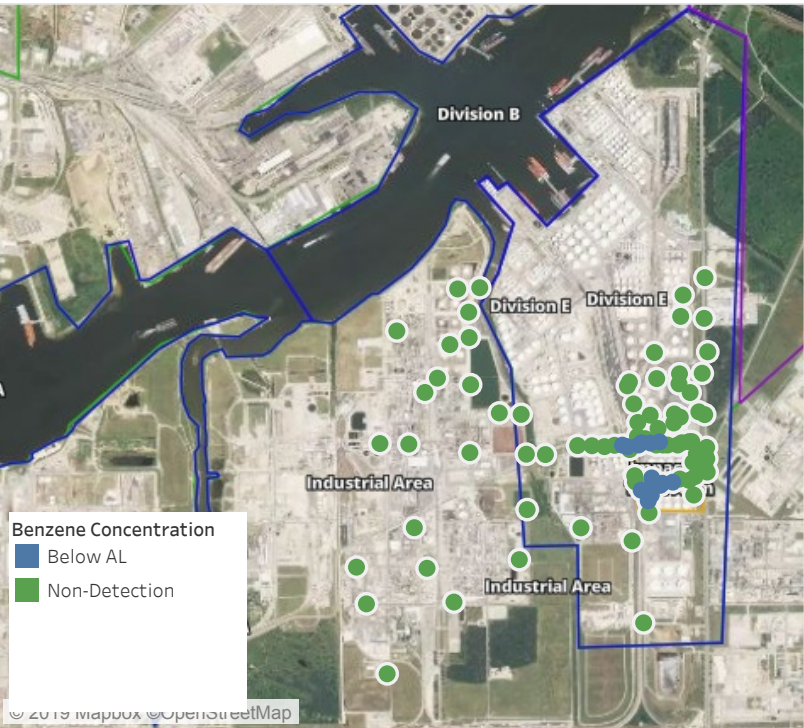 Division B
Division E
Division E
Industrial Area
Industrial Area
Benzene Concentration
Below AL
Non-Detection
© 2019 Mapbox ©OpenStreetMap